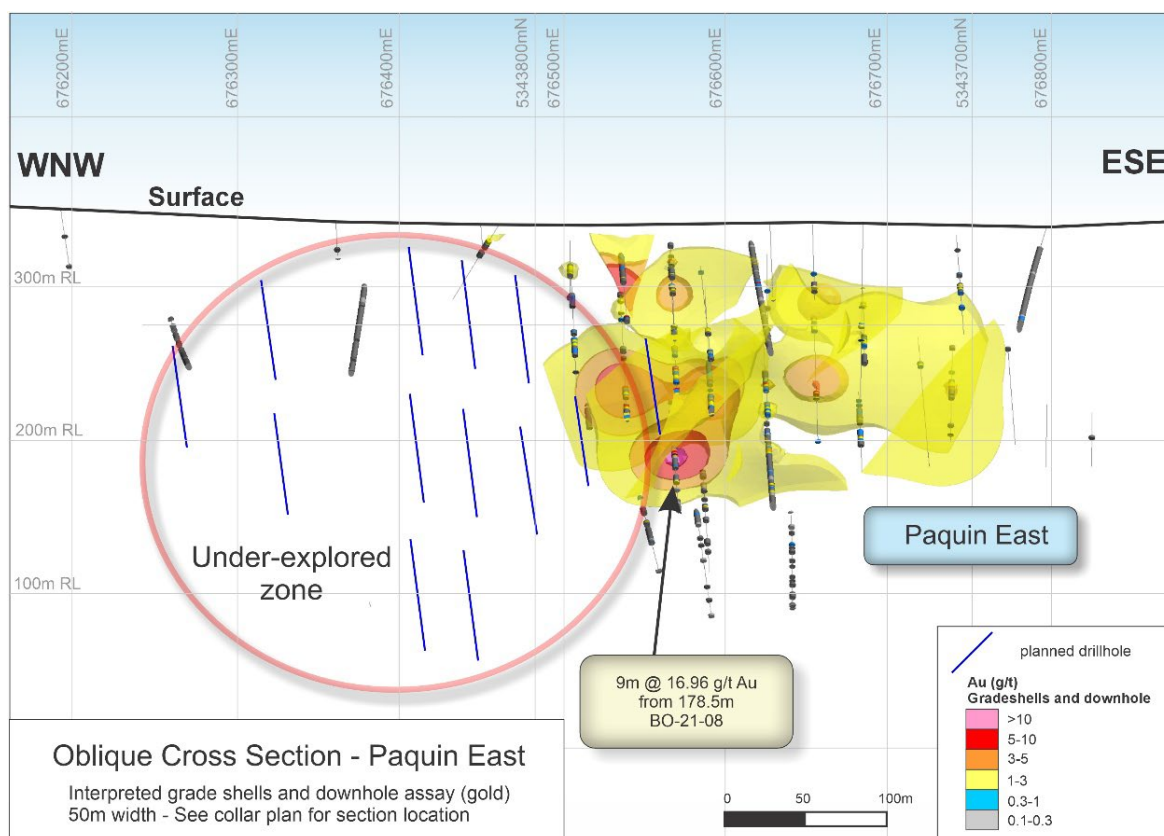 676200mE
676300mE
676400mE
5343800mN
676500mE
676600mE
676700mE
5343700mN
676800mE
WNW
ESE
Surface
300m RL
200m RL
100m RL
Under-explored
zone
Paquin East
9m @ 16.96 g/t Au
from 178.5m
BO-21-08
planned drillhole
Au (g/t)
Gradeshells and downhole
>10
5-10
3-5
1-3
0.3-1
0.1-0.3
0
50
100m
Oblique Cross Section - Paquin East
Interpreted grade shells and downhole assay (gold)
50m width - See collar plan for section location